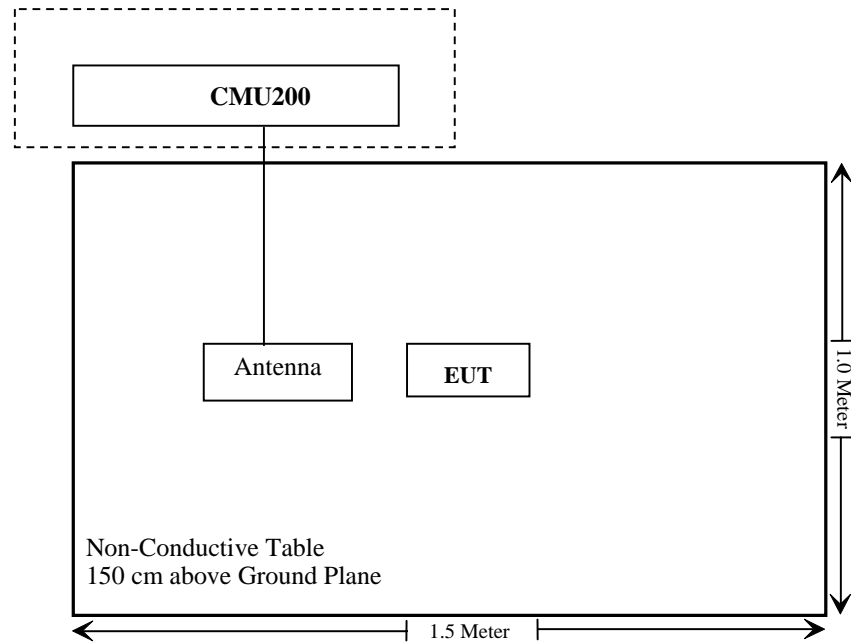 CMU200
Antenna
EUT
1.0 Meter
Non-Conductive Table
150 cm above Ground Plane
1.5 Meter